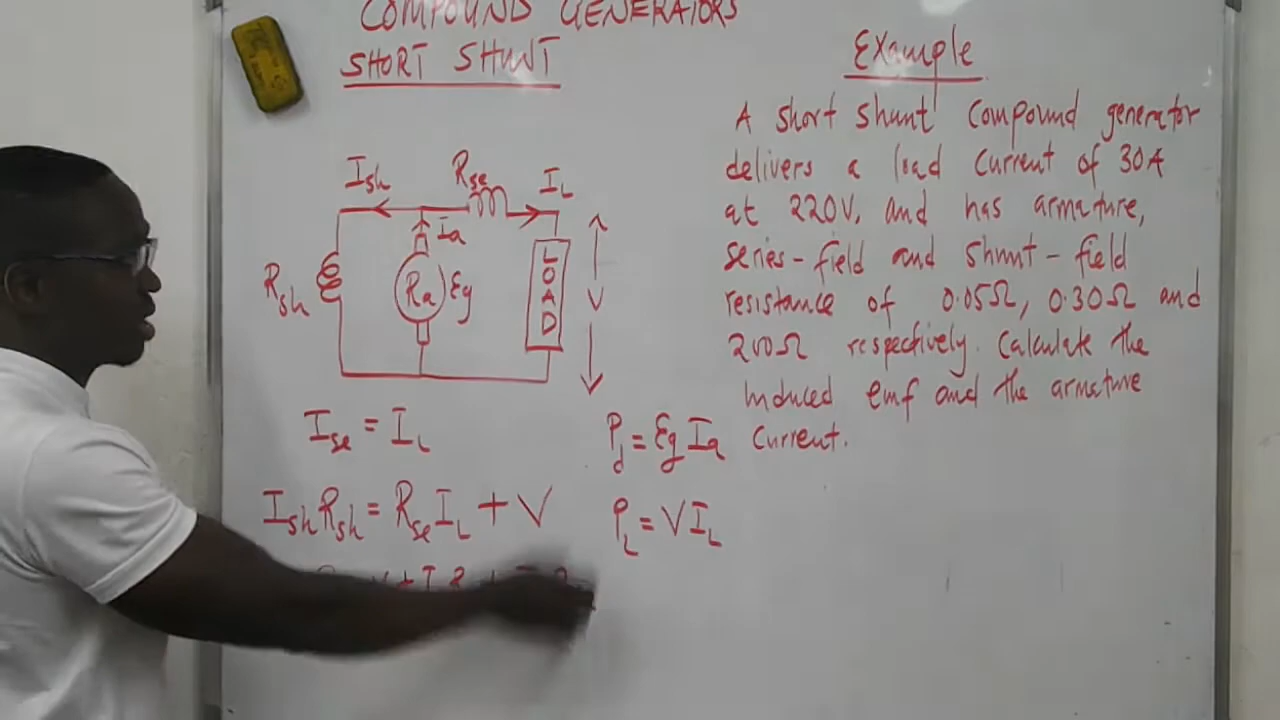 COMPOUND GENERATORS
SHORT SHUNT
Ish
Rse
IL
Ia
Rsh
Ra
Eg
LOAD
V
Ise = IL
IshRsh = RseIL + V
Pd = EgIa
PL = VIL
Example
A short shunt compound generator
delivers a load current of 30A
at 220V, and has armature,
series-field and shunt-field
resistance of 0.05Ω, 0.30Ω and
200Ω respectively. Calculate the
Induced emf and the armature
Current.